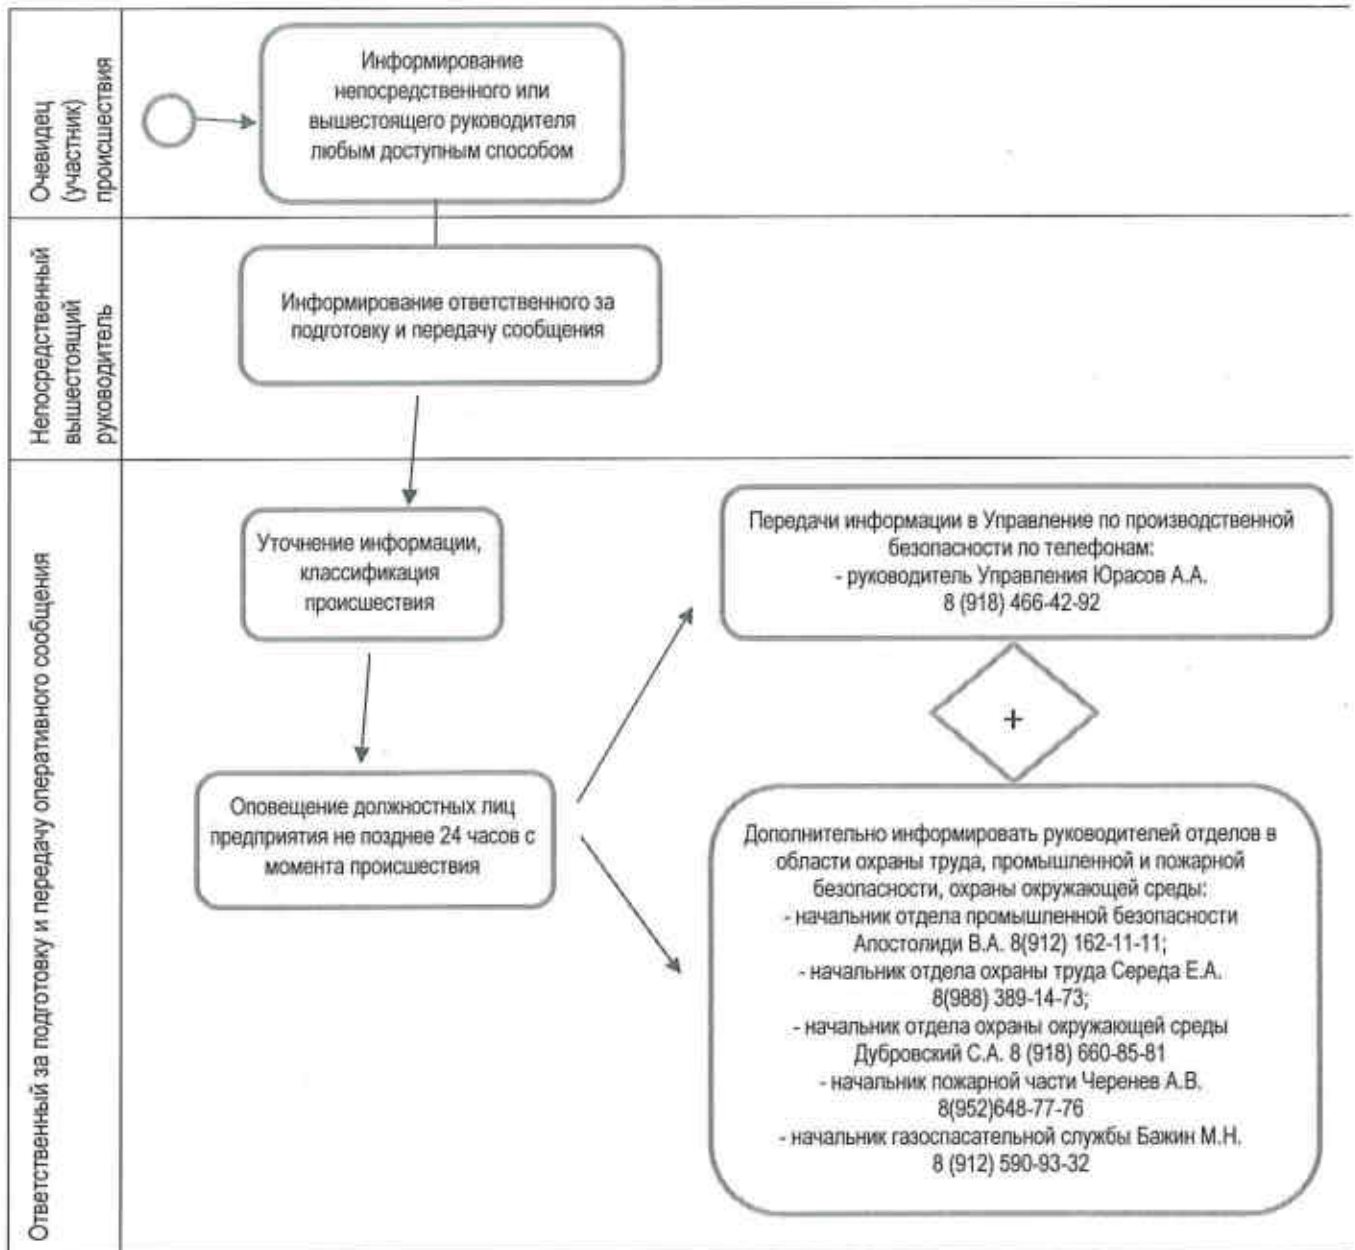 Очевидец
(участник)
происшествия
Информирование
непосредственного или
вышестоящего руководителя
любым доступным способом
Непосредственный
вышестоящий
руководитель
Информирование ответственного за
подготовку и передачу сообщения
Ответственный за подготовку и передачу оперативного сообщения
Уточнение информации,
классификация
происшествия
Оповещение должностных лиц
предприятия не позднее 24 часов с
момента происшествия
Передачи информации в Управление по производственной
безопасности по телефонам:
- руководитель Управления Юрасов А.А.
8 (918) 466-42-92
+
Дополнительно информировать руководителей отделов в
области охраны труда, промышленной и пожарной
безопасности, охраны окружающей среды:
- начальник отдела промышленной безопасности
Апостолиди В.А. 8(912) 162-11-11;
- начальник отдела охраны труда Середа Е.А.
8(988) 389-14-73;
- начальник отдела охраны окружающей среды
Дубровский С.А. 8 (918) 660-85-81
- начальник пожарной части Черенев А.В.
8(952)648-77-76
- начальник газоспасательной службы Бажин М.Н.
8 (912) 590-93-32